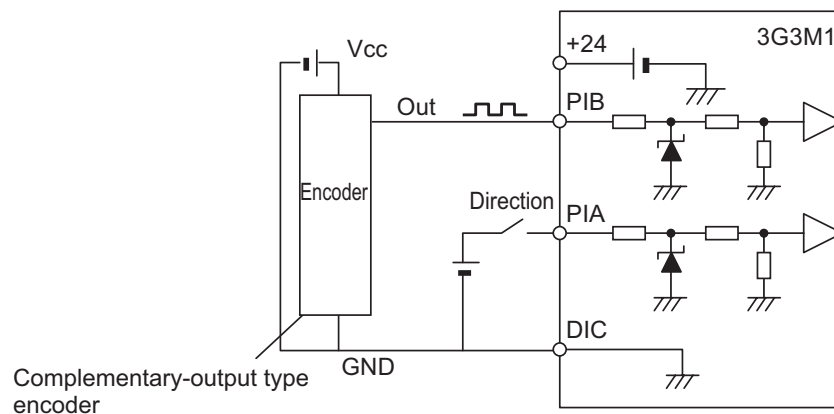 +24
3G3M1
Vcc
Out
PIB
Encoder
Direction
PIA
DIC
GND
Complementary-output type
encoder